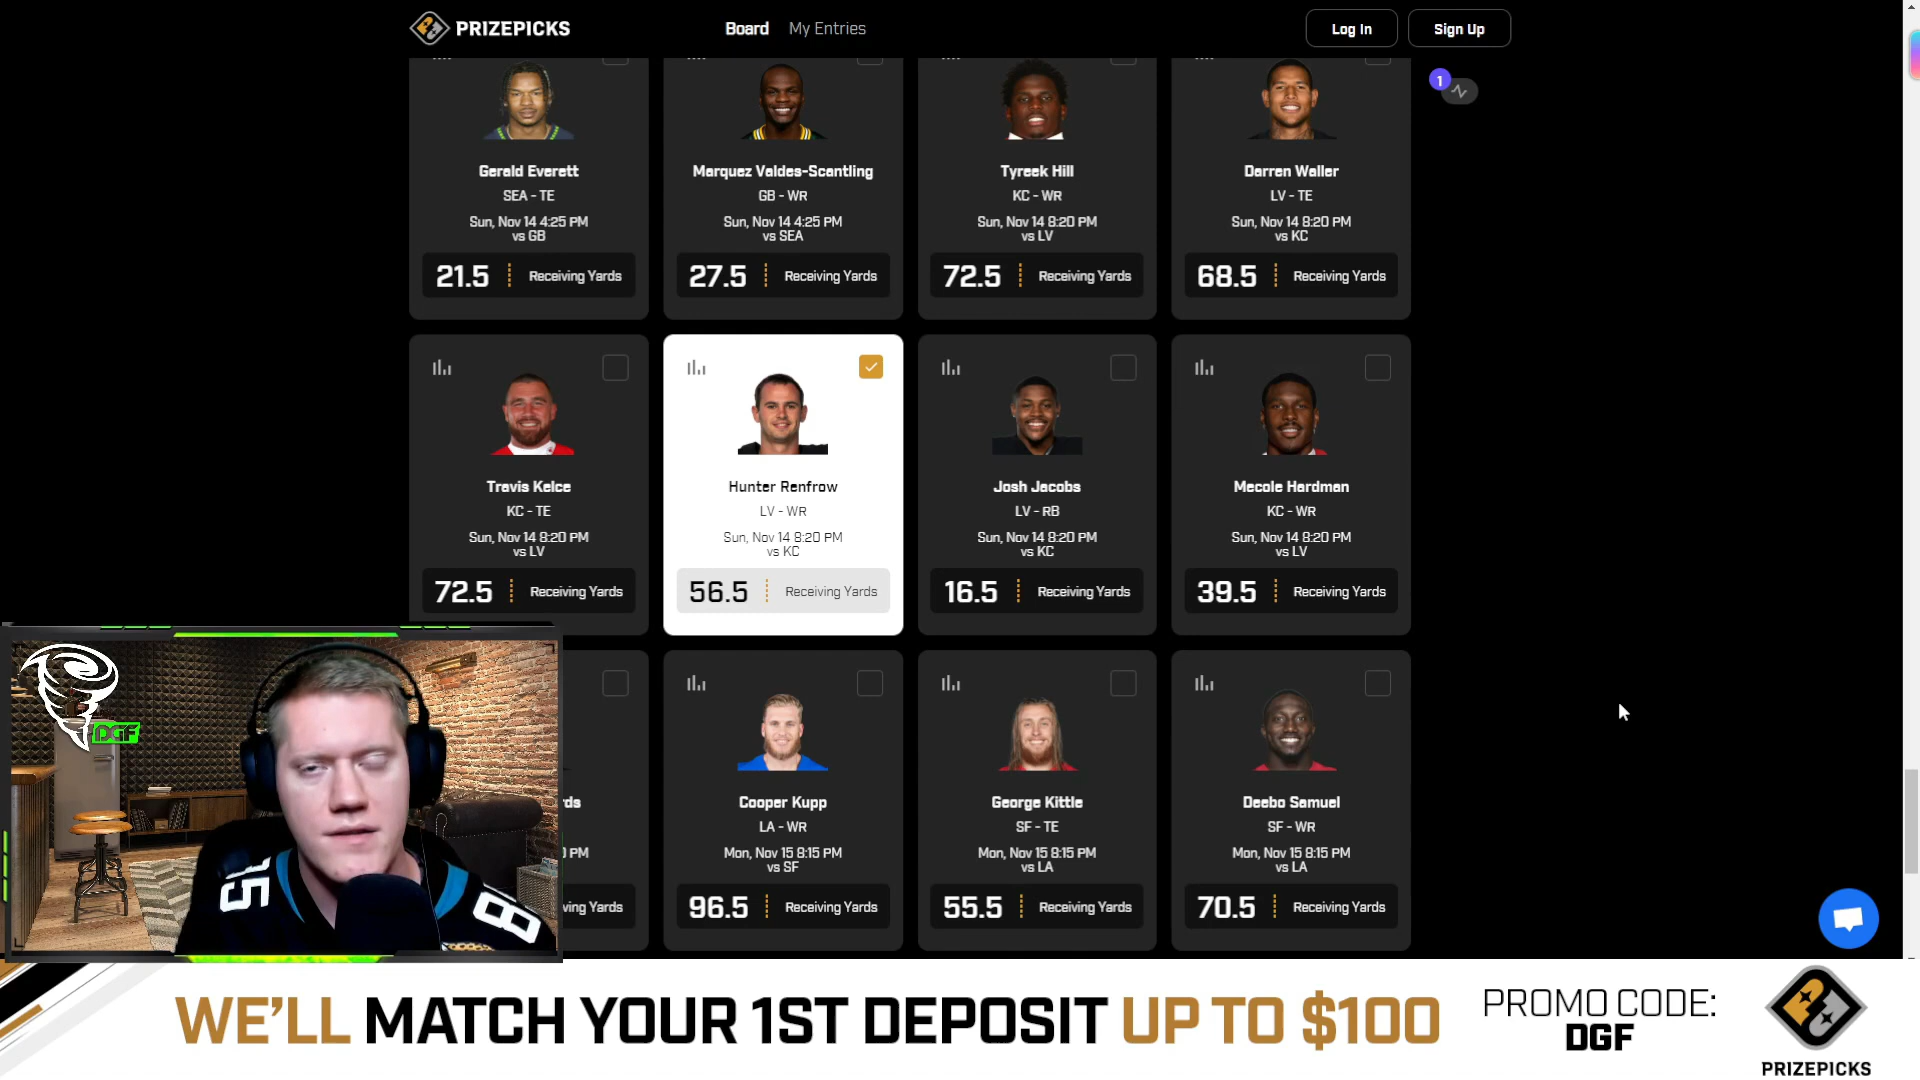 PRIZEPICKS
Board
My Entries
Log In
Sign Up
1
Gerald Everett
SEA - TE
Sun, Nov 14 4:25 PM
vs GB
21.5
Receiving Yards
Marquez Valdes-Scantling
GB - WR
Sun, Nov 14 4:25 PM
vs SEA
27.5
Receiving Yards
Tyreek Hill
KC - WR
Sun, Nov 14 8:20 PM
vs LV
72.5
Receiving Yards
Darren Waller
LV - TE
Sun, Nov 14 8:20 PM
vs KC
68.5
Receiving Yards
Travis Kelce
KC - TE
Sun, Nov 14 8:20 PM
vs LV
72.5
Receiving Yards
Hunter Renfrow
LV - WR
Sun, Nov 14 8:20 PM
vs KC
56.5
Receiving Yards
Josh Jacobs
LV - RB
Sun, Nov 14 8:20 PM
vs KC
16.5
Receiving Yards
Mecole Hardman
KC - WR
Sun, Nov 14 8:20 PM
vs LV
39.5
Receiving Yards
rds
PM
ving Yards
Cooper Kupp
LA - WR
Mon, Nov 15 8:15 PM
vs SF
96.5
Receiving Yards
George Kittle
SF - TE
Mon, Nov 15 8:15 PM
vs LA
55.5
Receiving Yards
Deebo Samuel
SF - WR
Mon, Nov 15 8:15 PM
vs LA
70.5
Receiving Yards
DGF
15
WE'LL MATCH YOUR 1ST DEPOSIT UP TO $100
PROMO CODE:
DGF
PRIZEPICKS